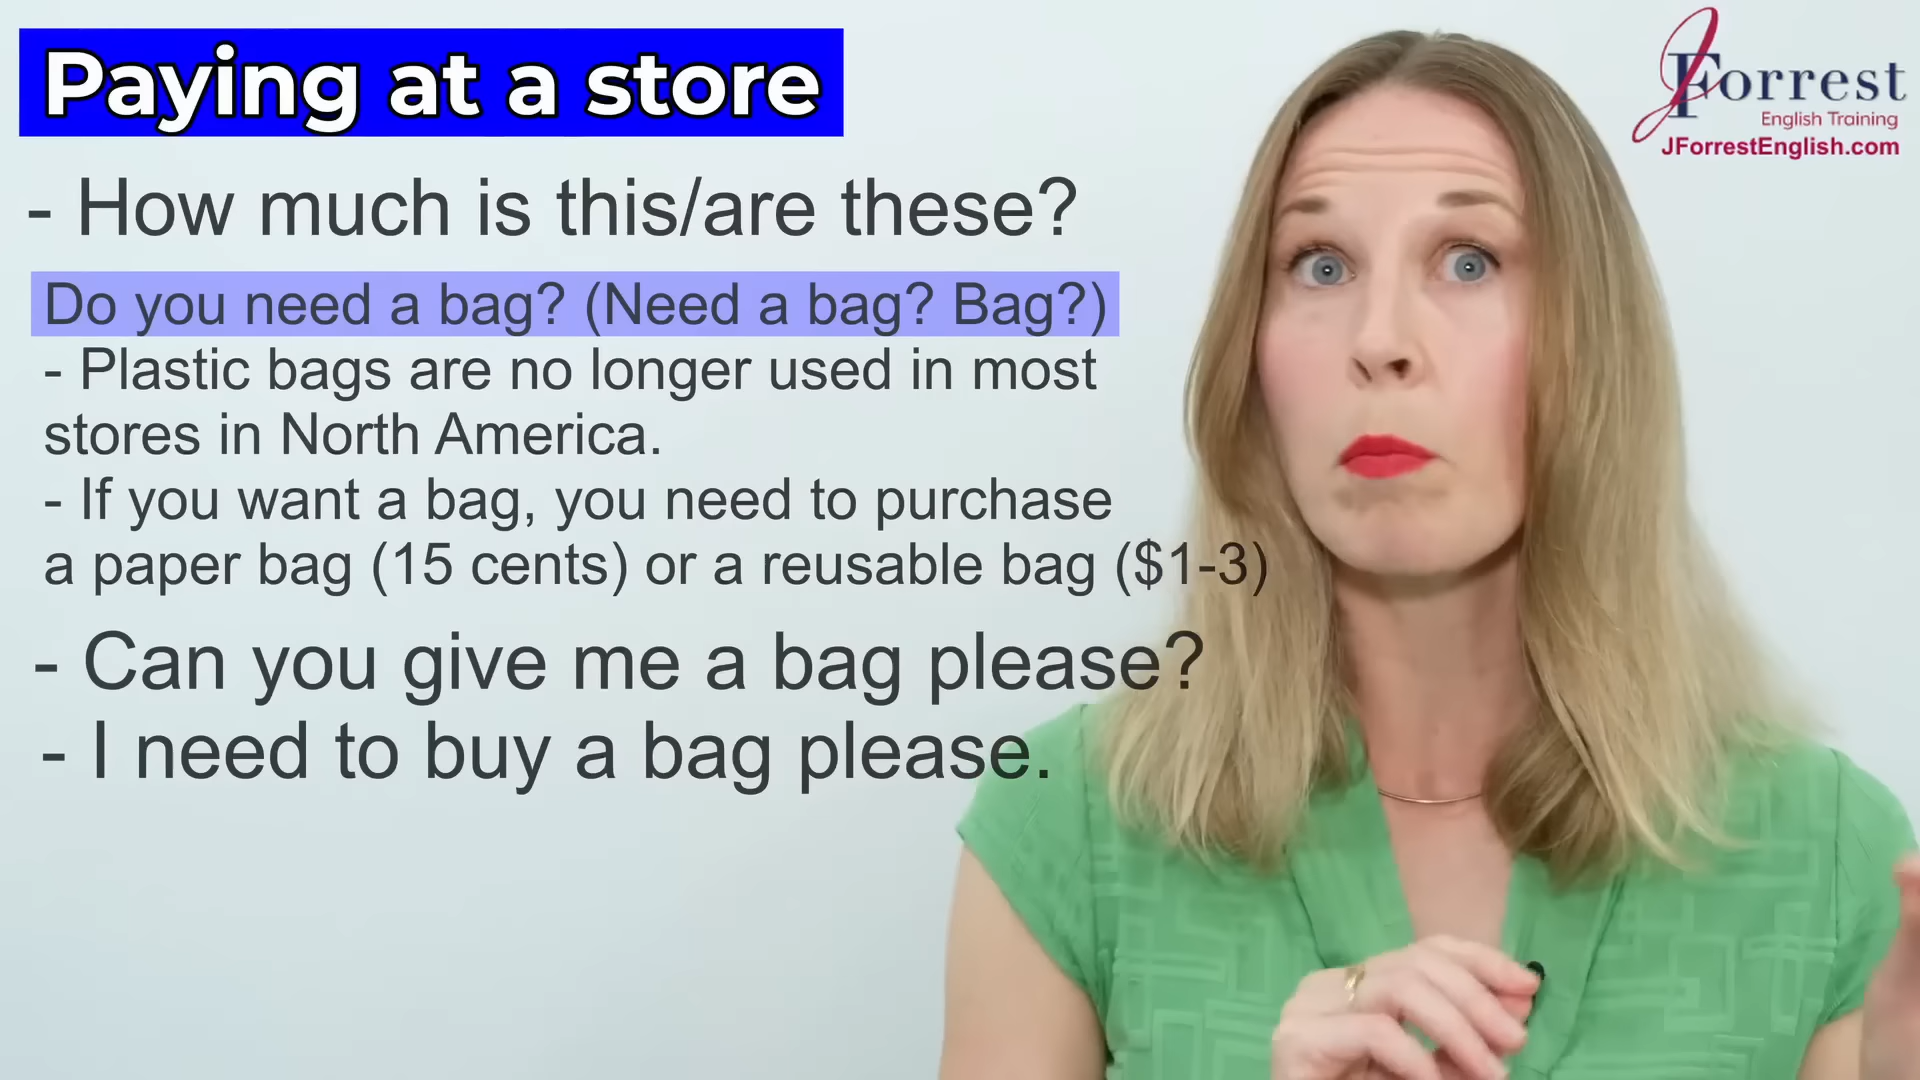 Paying at a store
JForrest
English Training
JForrestEnglish.com
- How much is this/are these?
Do you need a bag? (Need a bag? Bag?)
- Plastic bags are no longer used in most
stores in North America.
- If you want a bag, you need to purchase
a paper bag (15 cents) or a reusable bag ($1-3)
- Can you give me a bag please?
- I need to buy a bag please.